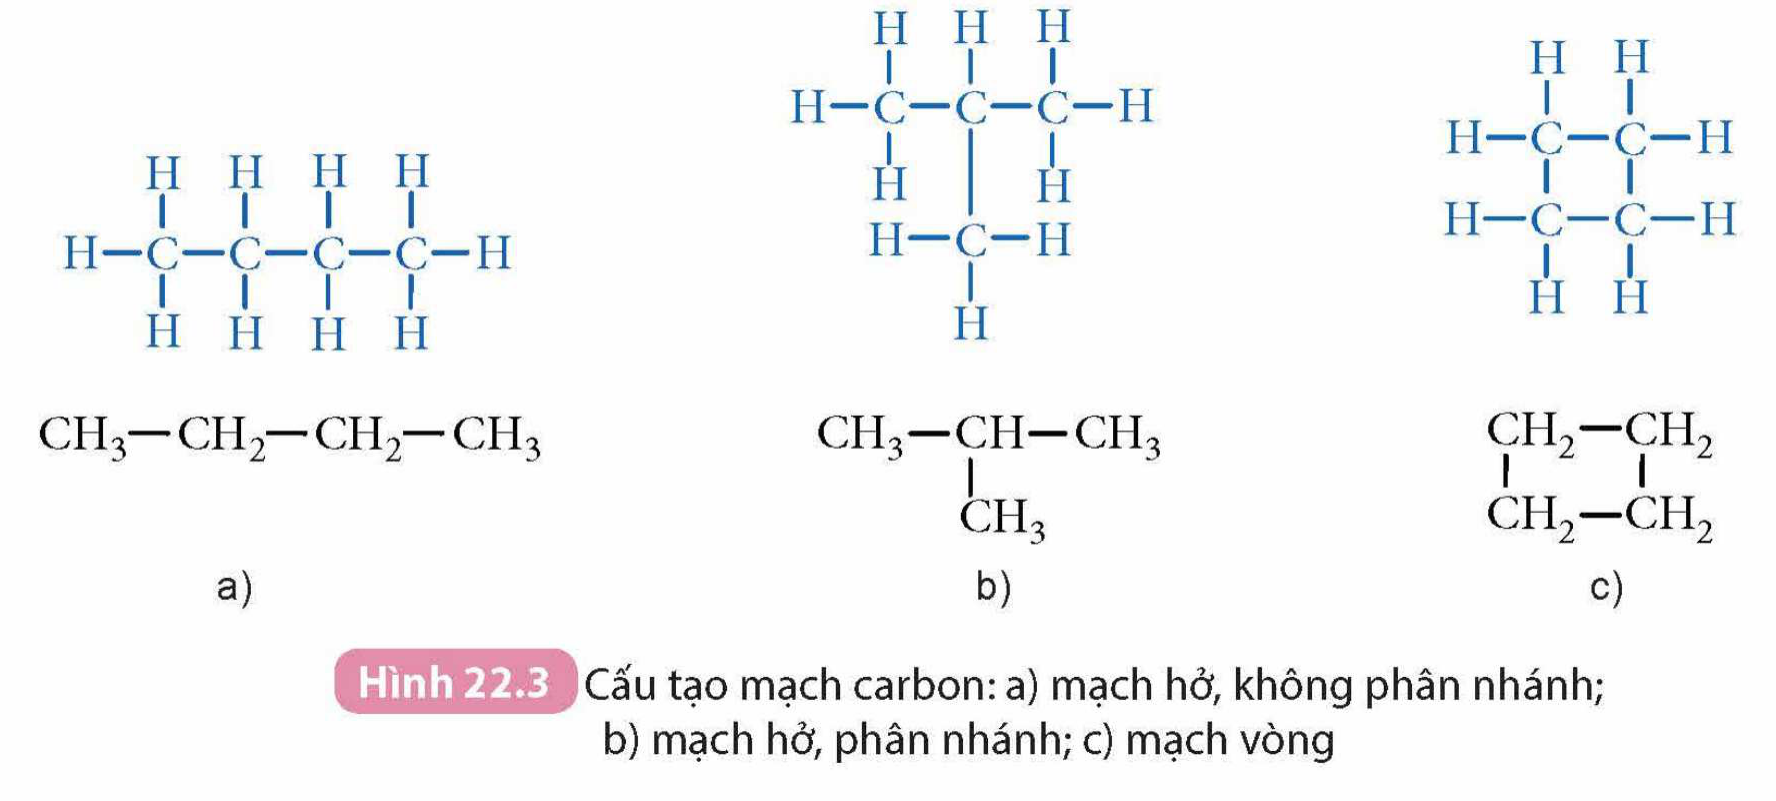 H H H
H H
H—C—C—C—H
H H H H
H—C—C—H
H H
H—C—C—C—C—H
H—C—H
H—C—C—H
H H H H
H
H H
CH₃—CH₂—CH₂—CH₃
CH₃—CH—CH₃
CH₃
CH₂—CH₂
CH₂—CH₂
a) b) c)
Hình 22.3 Cấu tạo mạch carbon: a) mạch hở, không phân nhánh;
b) mạch hở, phân nhánh; c) mạch vòng